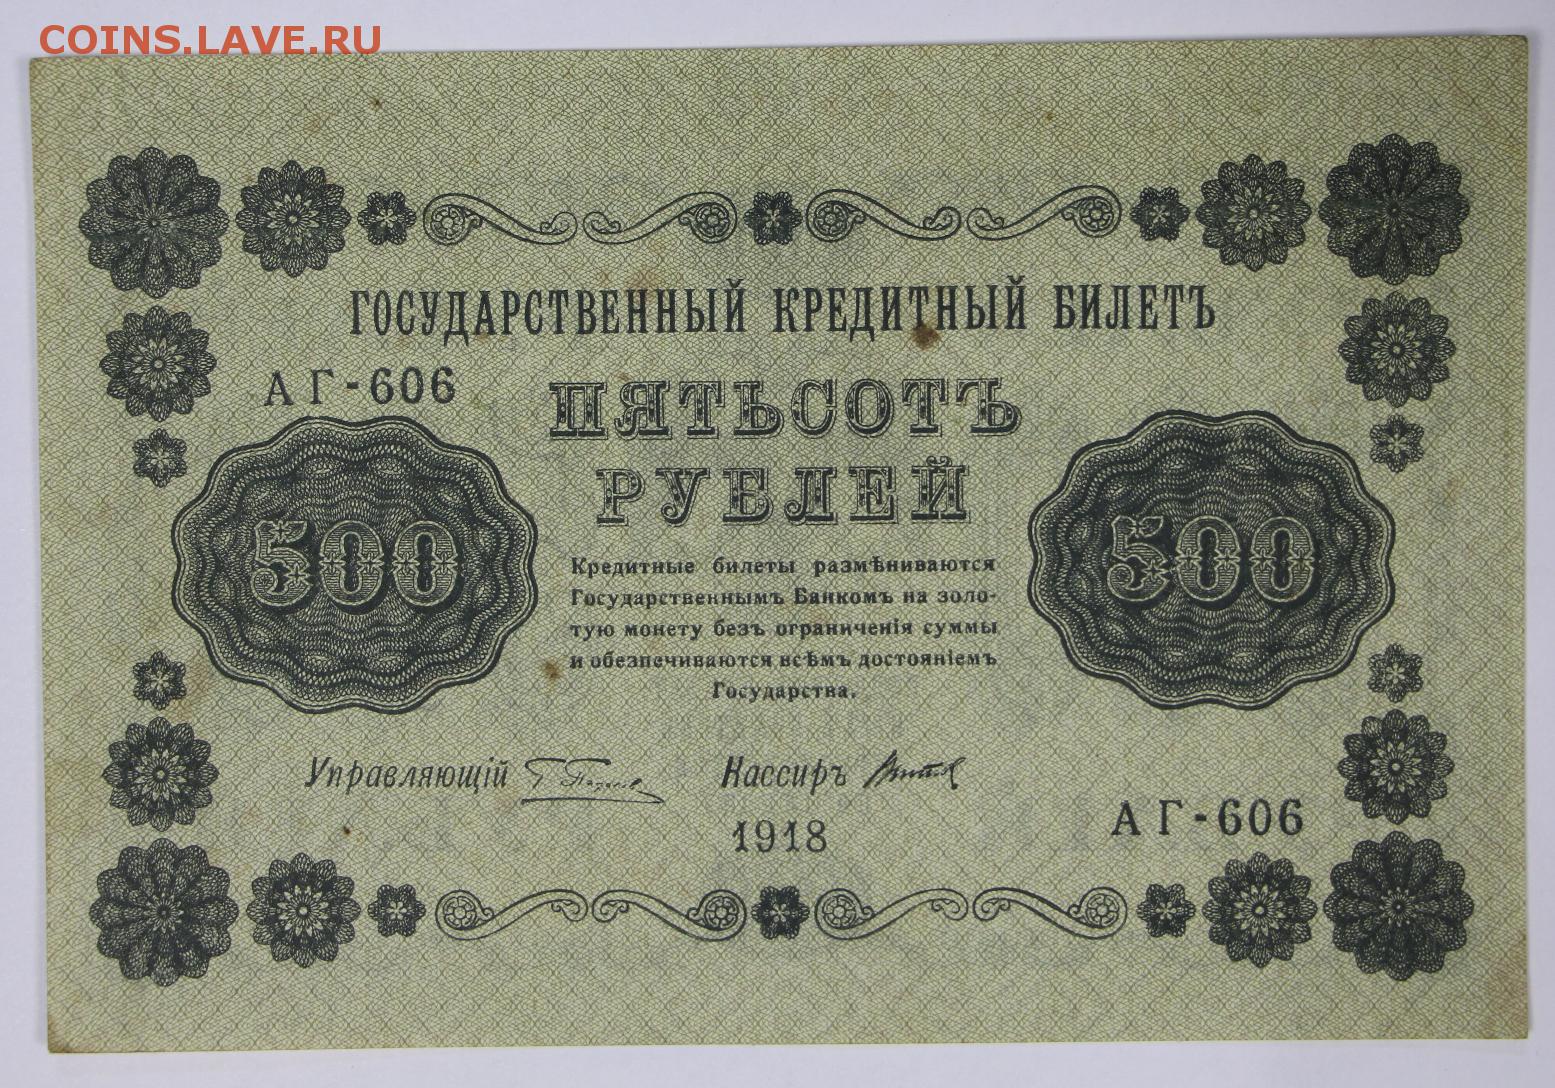 COINS.LAVE.RU
ГОСУДАРСТВЕННЫЙ КРЕДИТНЫЙ БИЛЕТЪ
АГ-606
ПЯТЬСОТЪ
РУБЛЕЙ
500
500
Кредитные билеты размѣниваются
Государственнымъ Банкомъ на золо-
тую монету безъ ограниченія суммы
и обезпечиваются всѣмъ достояніемъ
Государства.
Управляющій
Кассиръ
АГ-606
1918